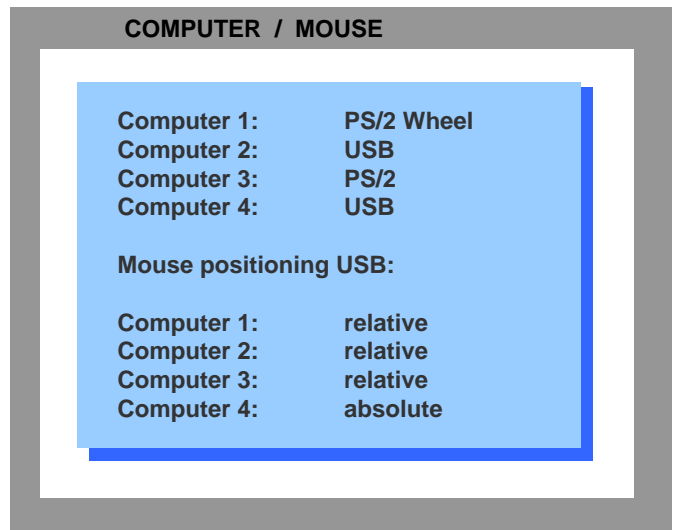 COMPUTER / MOUSE
Computer 1: PS/2 Wheel
Computer 2: USB
Computer 3: PS/2
Computer 4: USB
Mouse positioning USB:
Computer 1: relative
Computer 2: relative
Computer 3: relative
Computer 4: absolute